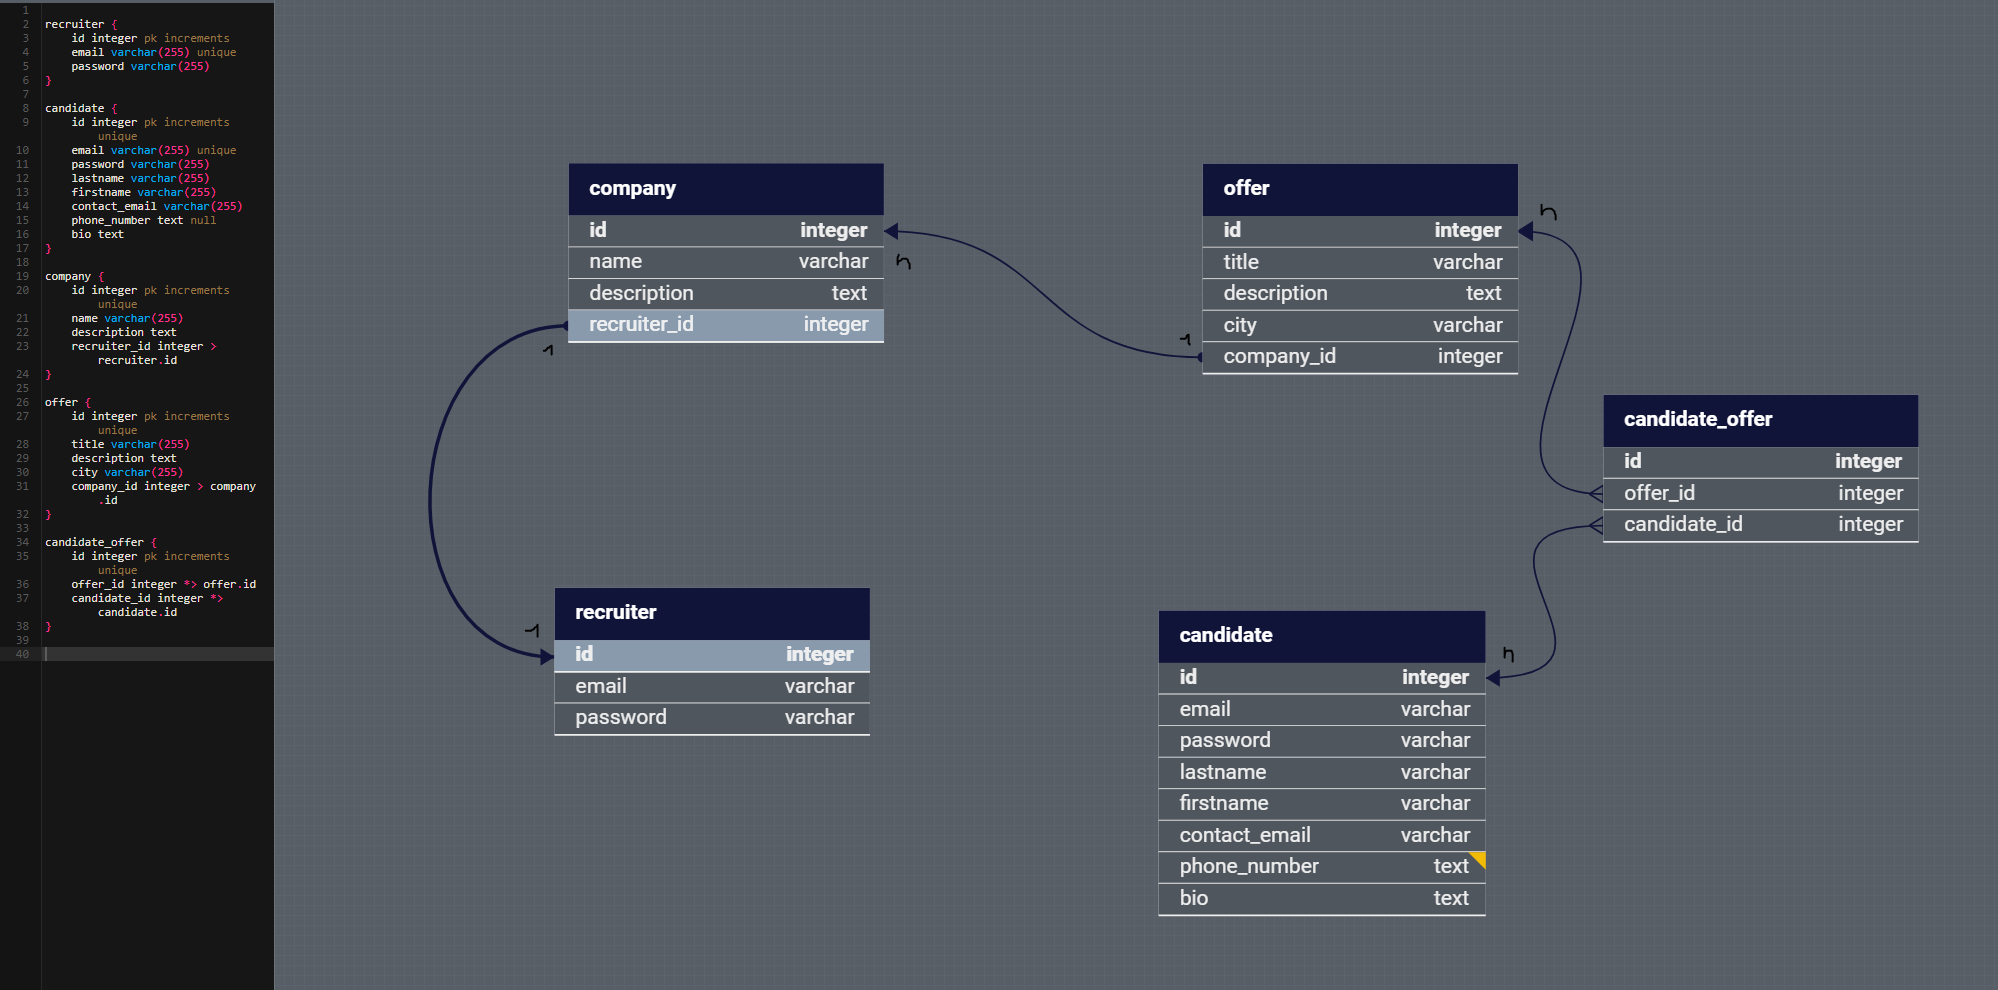 1
2 recruiter {
3 id integer pk increments
4 email varchar(255) unique
5 password varchar(255)
6 }
7
8 candidate {
9 id integer pk increments
unique
10 email varchar(255) unique
11 password varchar(255)
12 lastname varchar(255)
13 firstname varchar(255)
14 contact_email varchar(255)
15 phone_number text null
16 bio text
17 }
18
19 company {
20 id integer pk increments
unique
21 name varchar(255)
22 description text
23 recruiter_id integer >
recruiter.id
24 }
25
26 offer {
27 id integer pk increments
unique
28 title varchar(255)
29 description text
30 city varchar(255)
31 company_id integer > company
.id
32 }
33
34 candidate_offer {
35 id integer pk increments
unique
36 offer_id integer *> offer.id
37 candidate_id integer *>
candidate.id
38 }
39
40
company
id integer
name varchar
description text
recruiter_id integer
n
1
offer
id integer
title varchar
description text
city varchar
company_id integer
n
1
candidate_offer
id integer
offer_id integer
candidate_id integer
recruiter
id integer
email varchar
password varchar
1
candidate
id integer
email varchar
password varchar
lastname varchar
firstname varchar
contact_email varchar
phone_number text
bio text
n